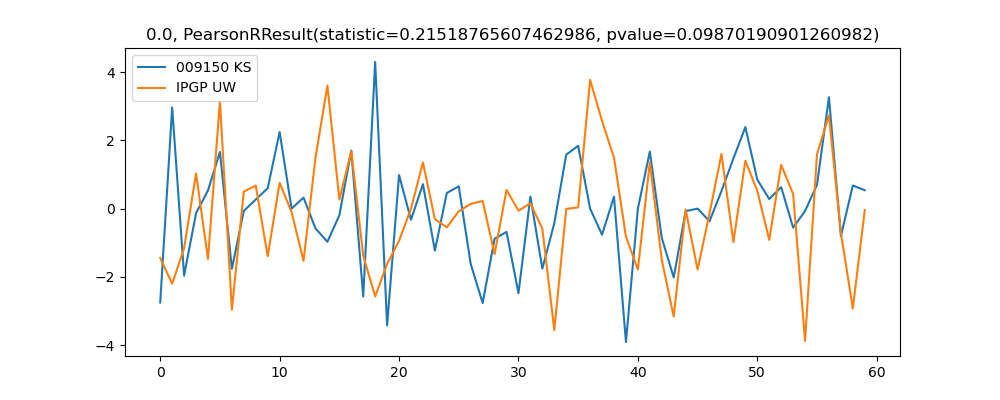 0.0, PearsonRResult(statistic=0.21518765607462986, pvalue=0.09870190901260982)
009150 KS
IPGP UW
4
2
0
−2
−4
0 10 20 30 40 50 60